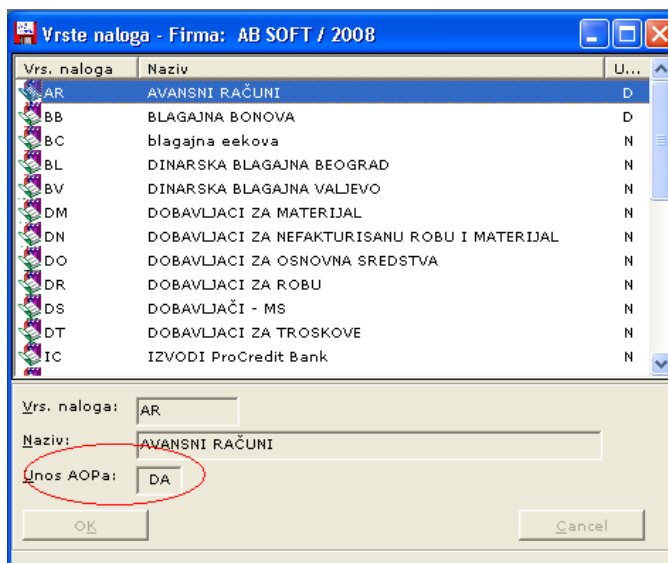 Vrste naloga - Firma: AB SOFT / 2008
Vrs. naloga Naziv U...
AR AVANSNI RAČUNI D
BB BLAGAJNA BONOVA D
BC blagajna eekova N
BL DINARSKA BLAGAJNA BEOGRAD N
BV DINARSKA BLAGAJNA VALJEVO N
DM DOBAVLJACI ZA MATERIJAL N
DN DOBAVLJACI ZA NEFAKTURISANU ROBU I MATERIJAL N
DO DOBAVLJACI ZA OSNOVNA SREDSTVA N
DR DOBAVLJACI ZA ROBU N
DS DOBAVLJAČI - MS N
DT DOBAVLJACI ZA TROSKOVE N
IC IZVODI ProCredit Bank N
Vrs. naloga: AR
Naziv: AVANSNI RAČUNI
Unos AOPa: DA
OK Cancel